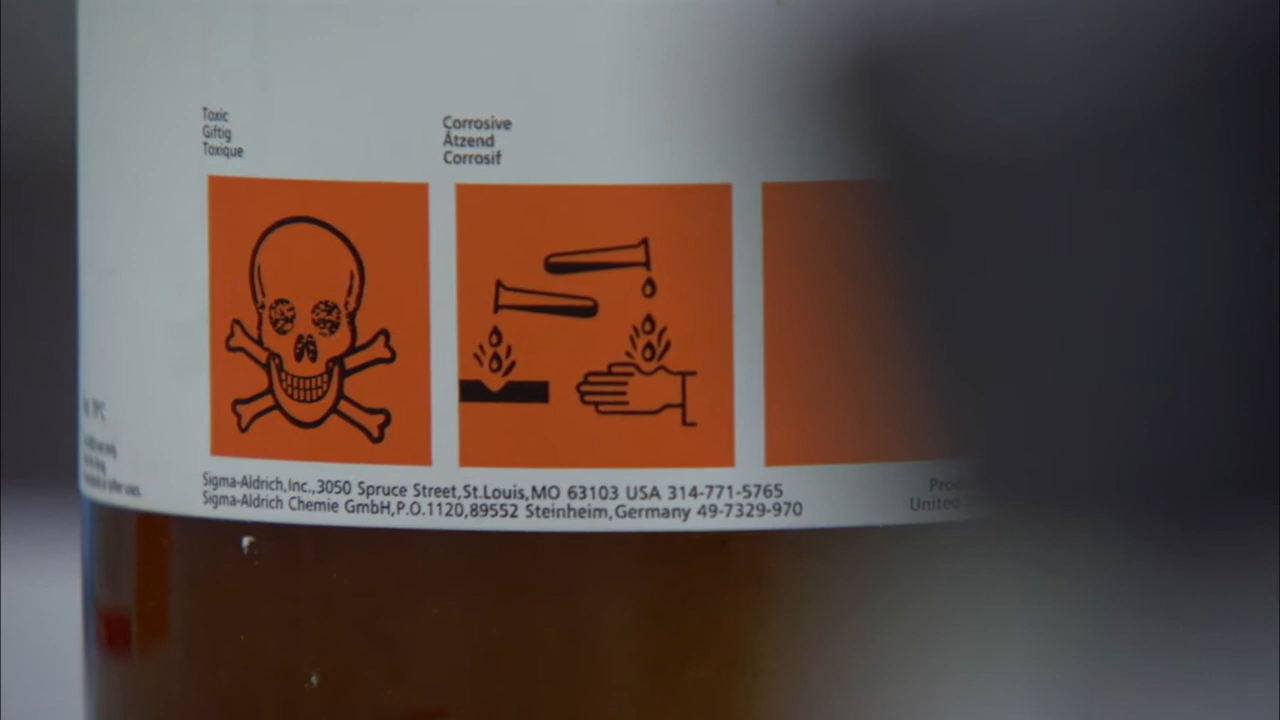 Toxic
Giftig
Toxique
Corrosive
Ätzend
Corrosif
Sigma-Aldrich,Inc.,3050 Spruce Street,St.Louis,MO 63103 USA 314-771-5765
Sigma-Aldrich Chemie GmbH,P.O.1120,89552 Steinheim,Germany 49-7329-970
United